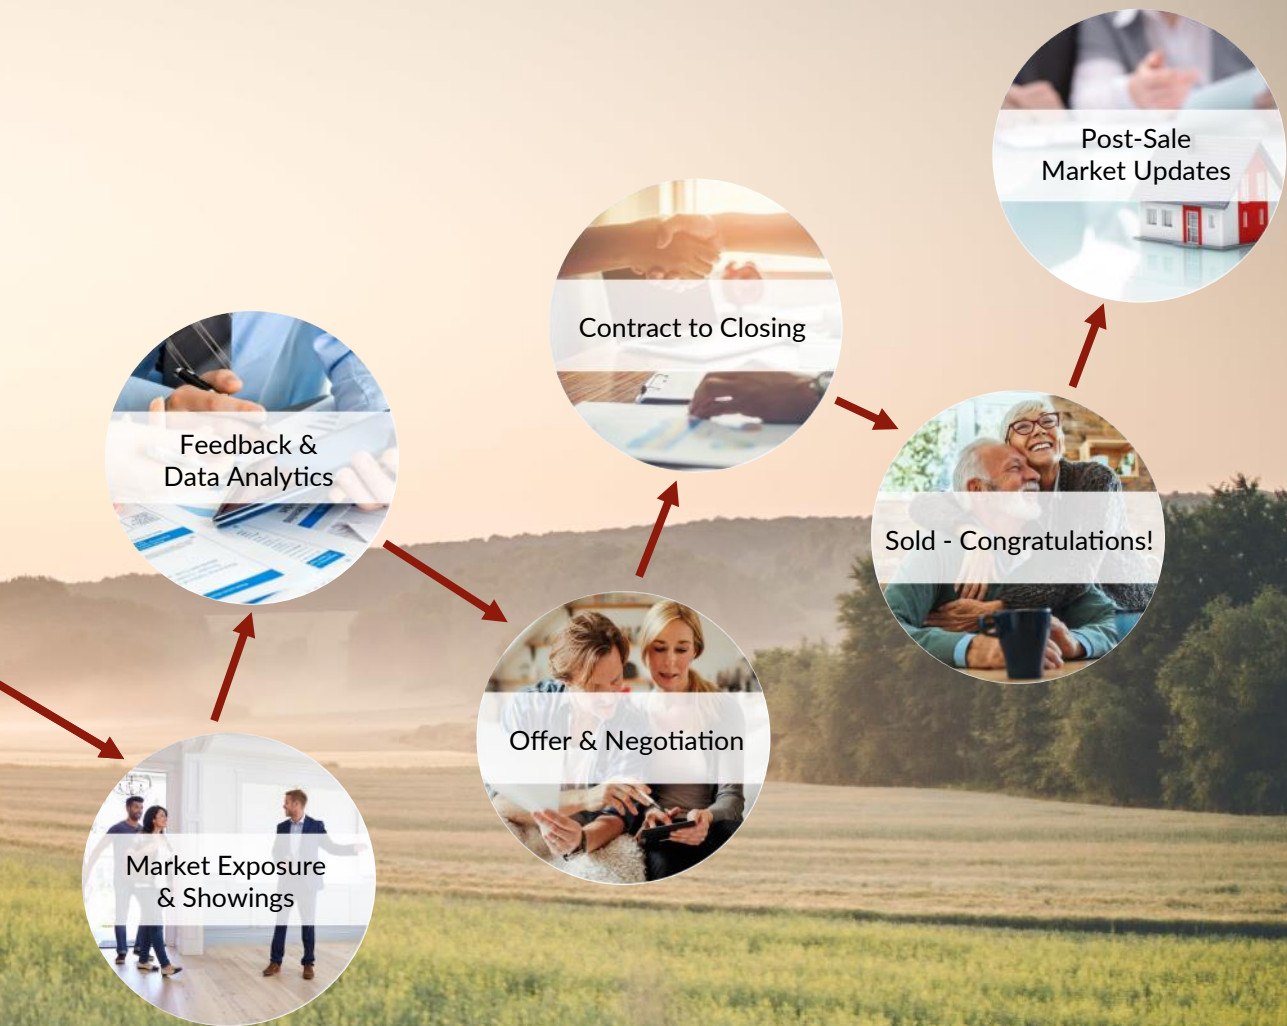 Market Exposure
& Showings
Feedback &
Data Analytics
Offer & Negotiation
Contract to Closing
Sold - Congratulations!
Post-Sale
Market Updates